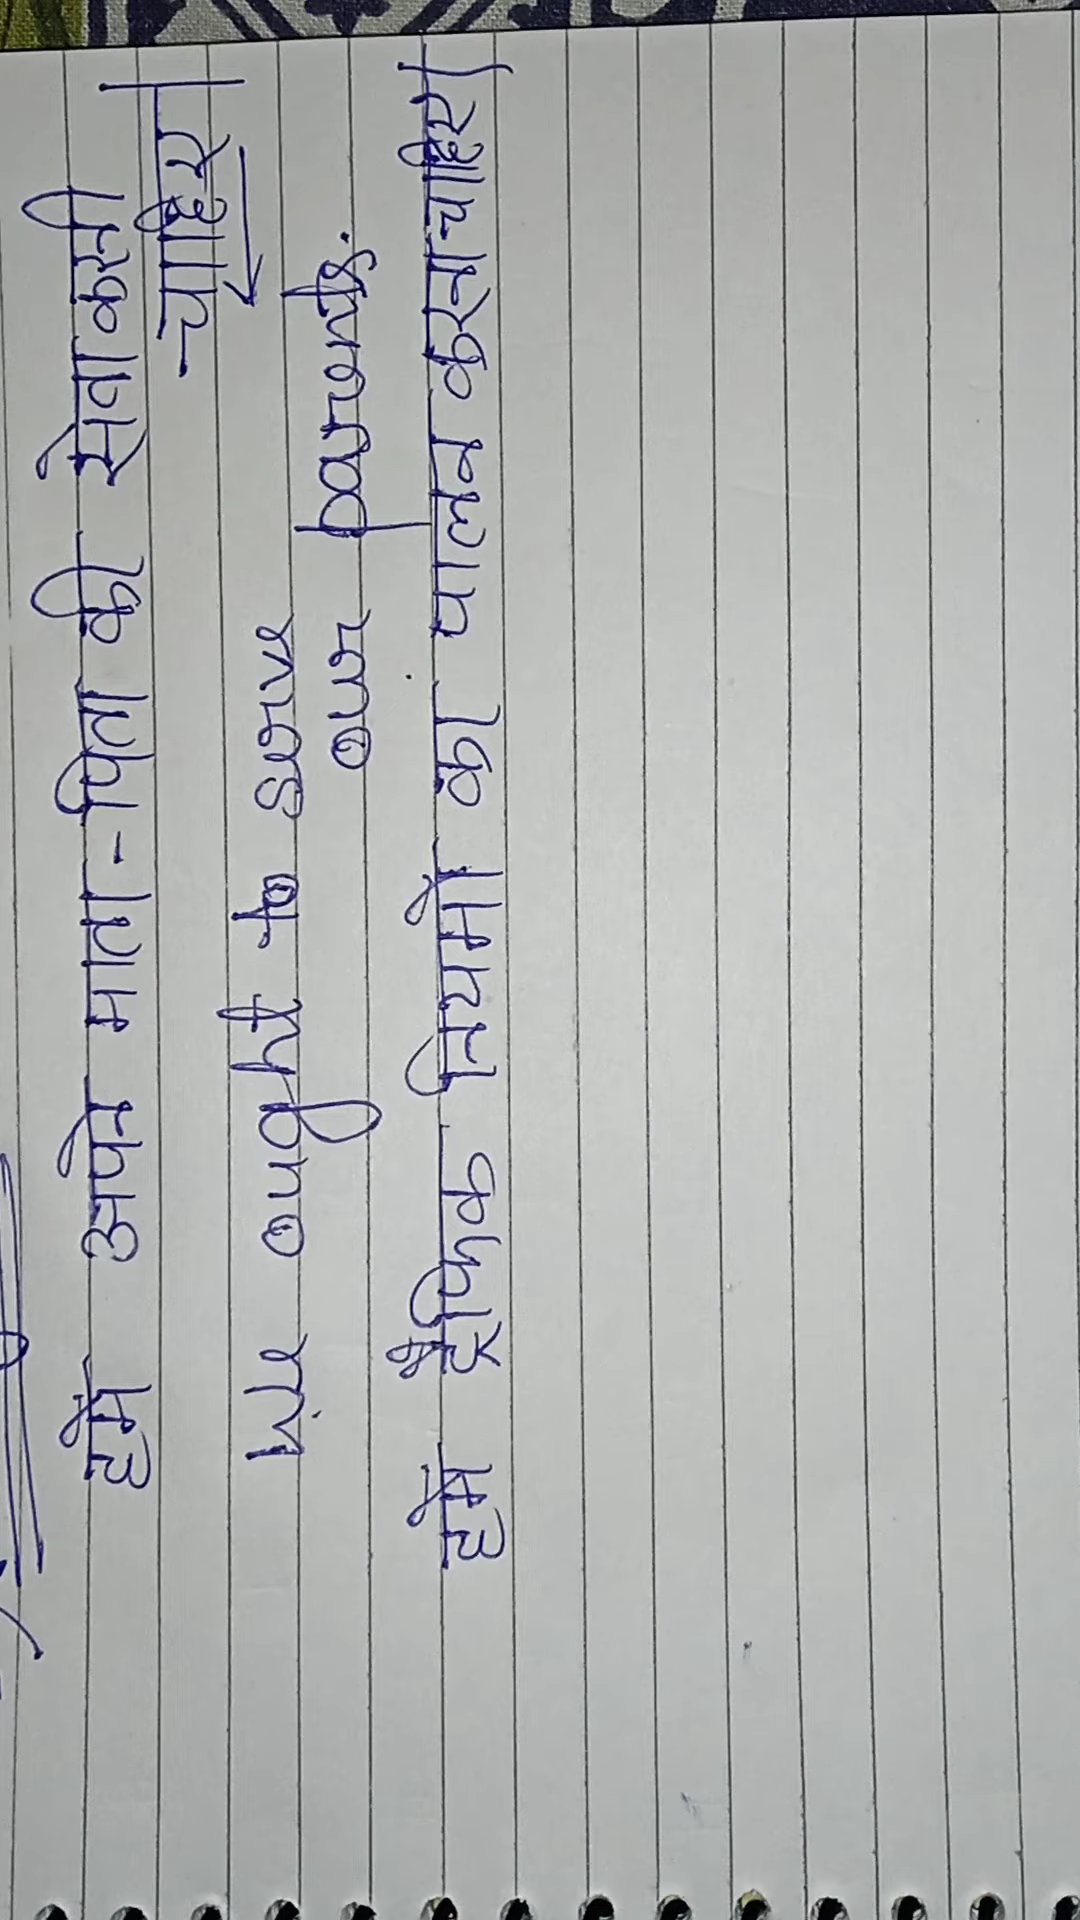 हमें अपने माता-पिता की सेवा करनी
चाहिए।
We ought to serve
our parents.
हमें ट्रैफिक नियमों का पालन करना चाहिए।